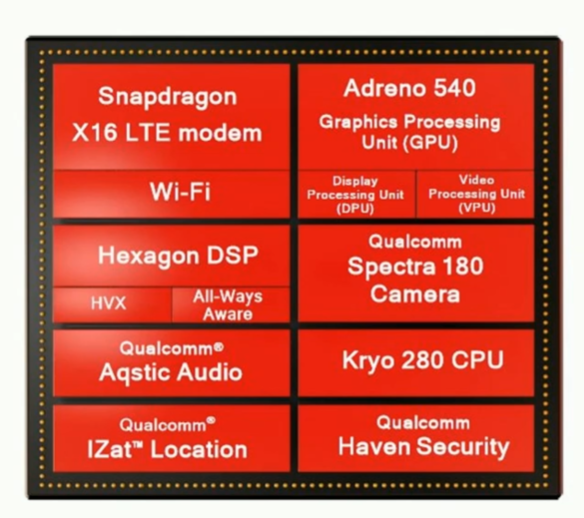 Snapdragon
X16 LTE modem
Wi-Fi
Adreno 540
Graphics Processing
Unit (GPU)
Display
Processing Unit
(DPU)
Video
Processing Unit
(VPU)
Hexagon DSP
HVX
All-Ways
Aware
Qualcomm
Spectra 180
Camera
Qualcomm®
Aqstic Audio
Kryo 280 CPU
Qualcomm®
IZat™ Location
Qualcomm
Haven Security